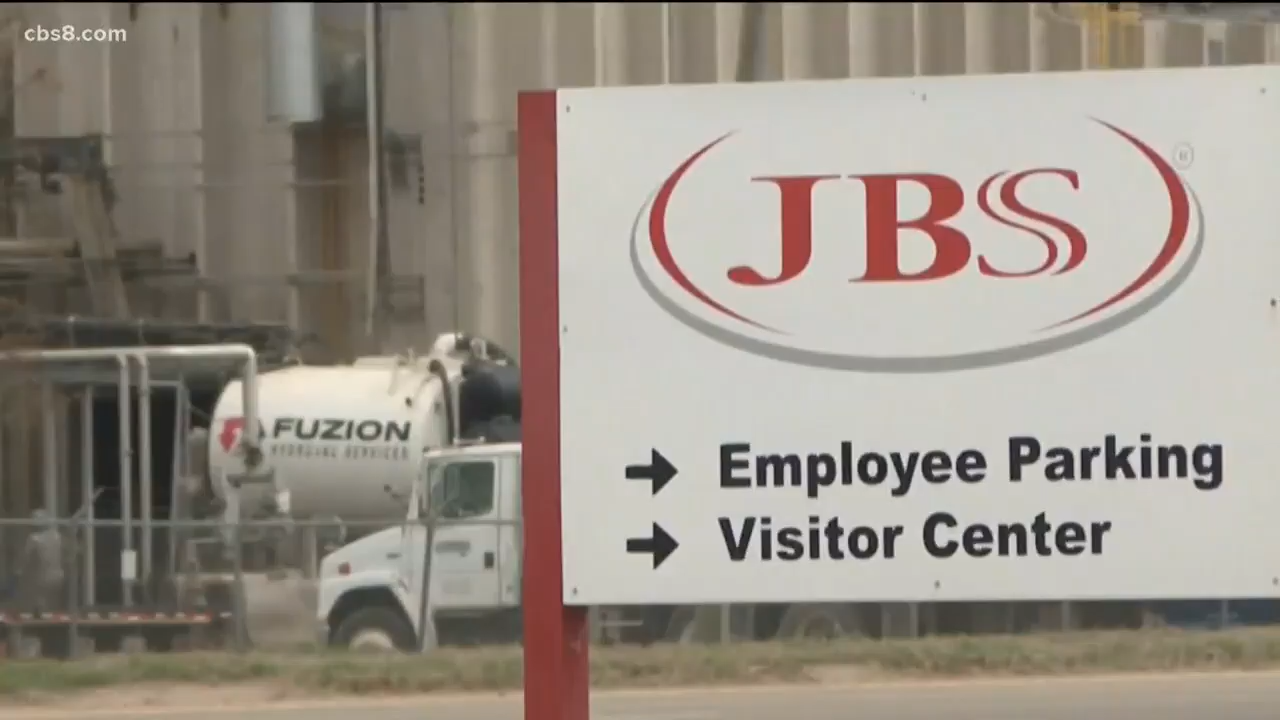 cbs8.com
JBS
®
FUZION
Employee Parking
Visitor Center